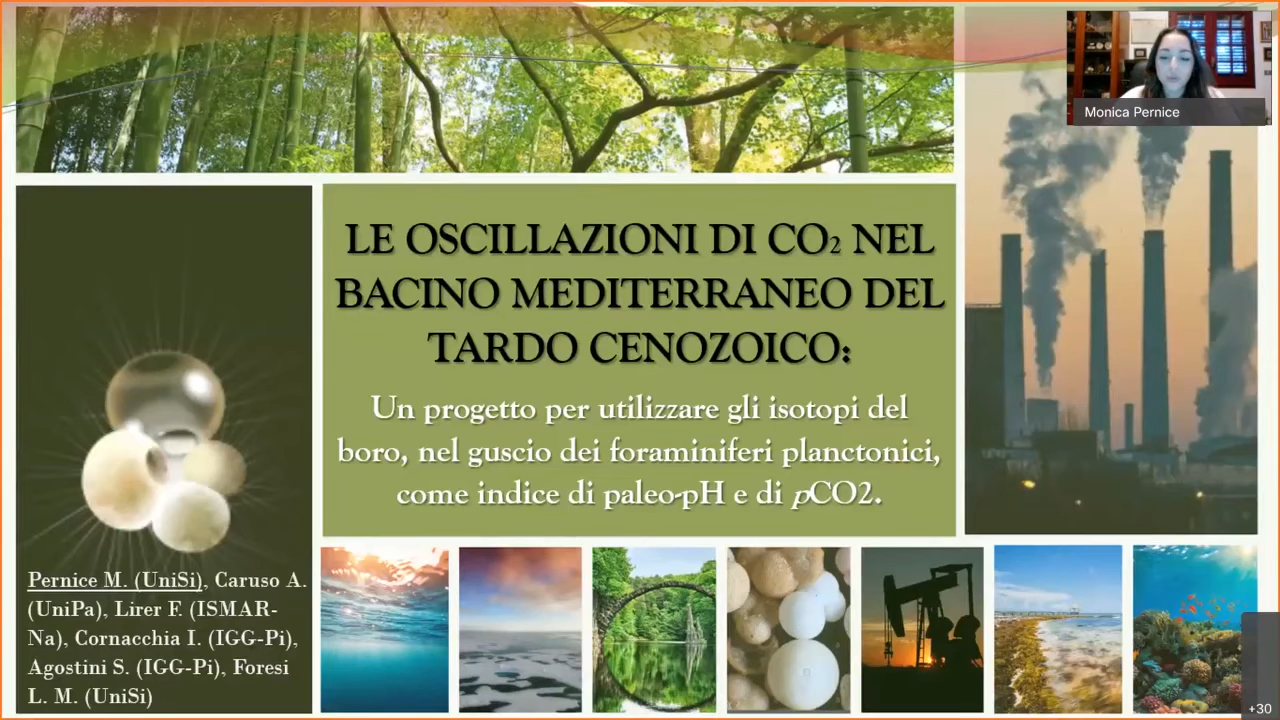 Monica Pernice
LE OSCILLAZIONI DI CO₂ NEL
BACINO MEDITERRANEO DEL
TARDO CENOZOICO:
Un progetto per utilizzare gli isotopi del
boro, nel guscio dei foraminiferi planctonici,
come indice di paleo-pH e di pCO2.
Pernice M. (UniSi), Caruso A.
(UniPa), Lirer F. (ISMAR-
Na), Cornacchia I. (IGG-Pi),
Agostini S. (IGG-Pi), Foresi
L. M. (UniSi)
+30